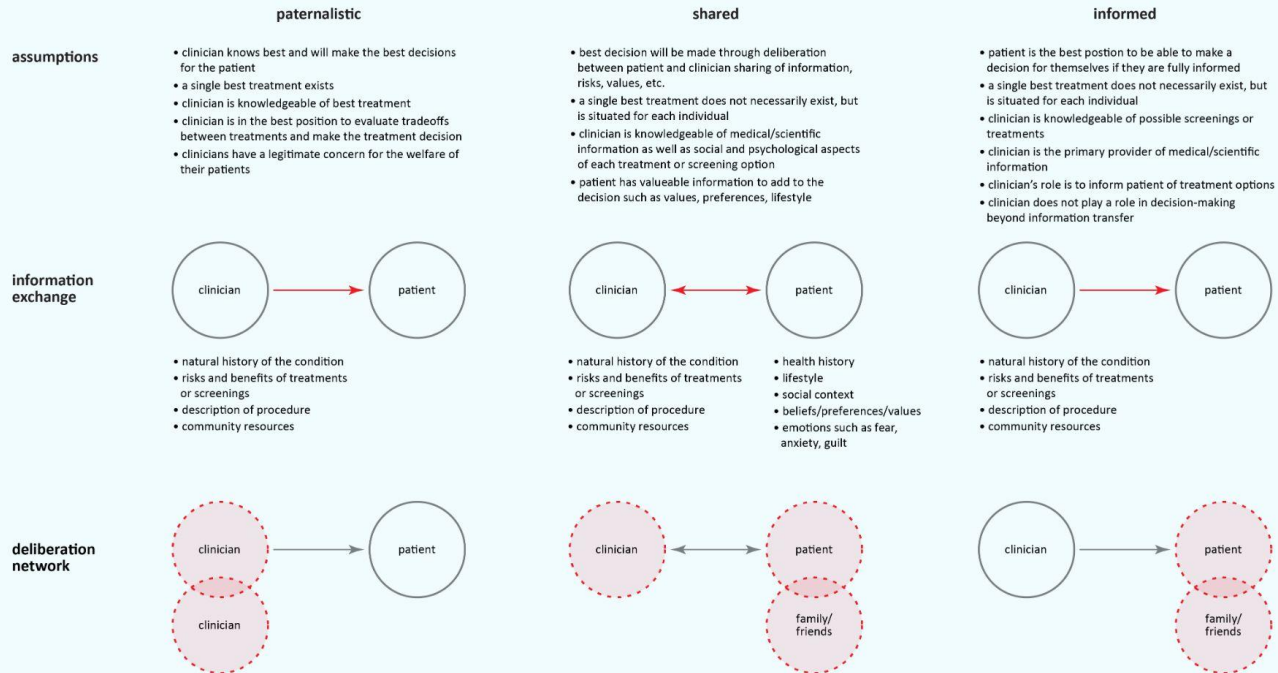 paternalistic
shared
informed
assumptions
• clinician knows best and will make the best decisions
for the patient
• a single best treatment exists
• clinician is knowledgeable of best treatment
• clinician is in the best position to evaluate tradeoffs
between treatments and make the treatment decision
• clinicians have a legitimate concern for the welfare of
their patients
• best decision will be made through deliberation
between patient and clinician sharing of information,
risks, values, etc.
• a single best treatment does not necessarily exist, but
is situated for each individual
• clinician is knowledgeable of medical/scientific
information as well as social and psychological aspects
of each treatment or screening option
• patient has valueable information to add to the
decision such as values, preferences, lifestyle
• patient is the best postion to be able to make a
decision for themselves if they are fully informed
• a single best treatment does not necessarily exist, but
is situated for each individual
• clinician is knowledgeable of possible screenings or
treatments
• clinician is the primary provider of medical/scientific
information
• clinician's role is to inform patient of treatment options
• clinician does not play a role in decision-making
beyond information transfer
information
exchange
clinician
patient
clinician
patient
clinician
patient
• natural history of the condition
• risks and benefits of treatments
or screenings
• description of procedure
• community resources
• natural history of the condition
• risks and benefits of treatments
or screenings
• description of procedure
• community resources
• health history
• lifestyle
• social context
• beliefs/preferences/values
• emotions such as fear,
anxiety, guilt
• natural history of the condition
• risks and benefits of treatments
or screenings
• description of procedure
• community resources
deliberation
network
clinician
patient
clinician
clinician
patient
family/
friends
clinician
patient
family/
friends